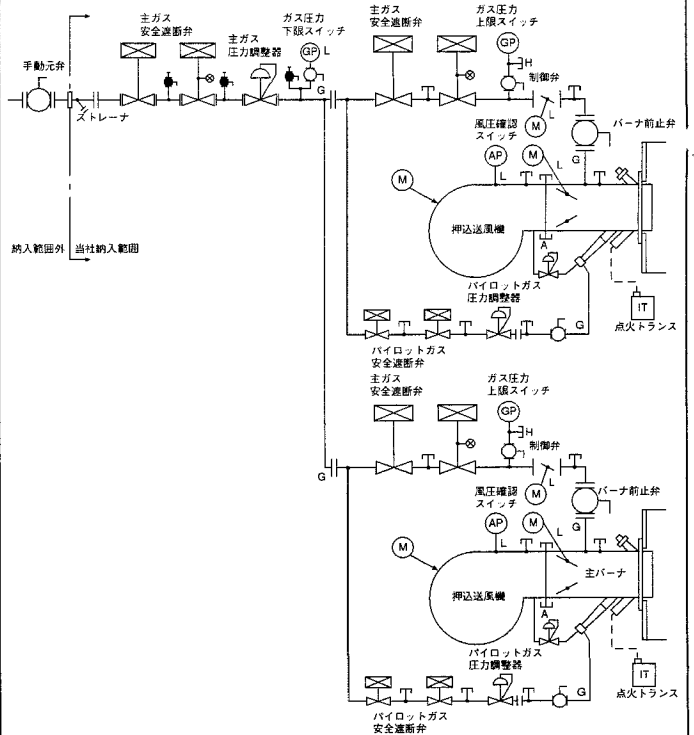 主ガス
安全遮断弁
主ガス
圧力調整器
ガス圧力
下限スイッチ
GP L
主ガス
安全遮断弁
ガス圧力
上限スイッチ
GP
H
手動元弁
ストレーナ
G
制御弁
L
M
風圧確認
スイッチ
バーナ前止弁
G
AP
L
M
L
M
押込送風機
A
納入範囲外
当社納入範囲
パイロットガス
圧力調整器
IT
点火トランス
G
パイロットガス
安全遮断弁
主ガス
安全遮断弁
ガス圧力
上限スイッチ
GP
H
制御弁
G
L
M
風圧確認
スイッチ
バーナ前止弁
G
AP
L
M
L
M
主バーナ
押込送風機
A
パイロットガス
圧力調整器
IT
点火トランス
G
パイロットガス
安全遮断弁